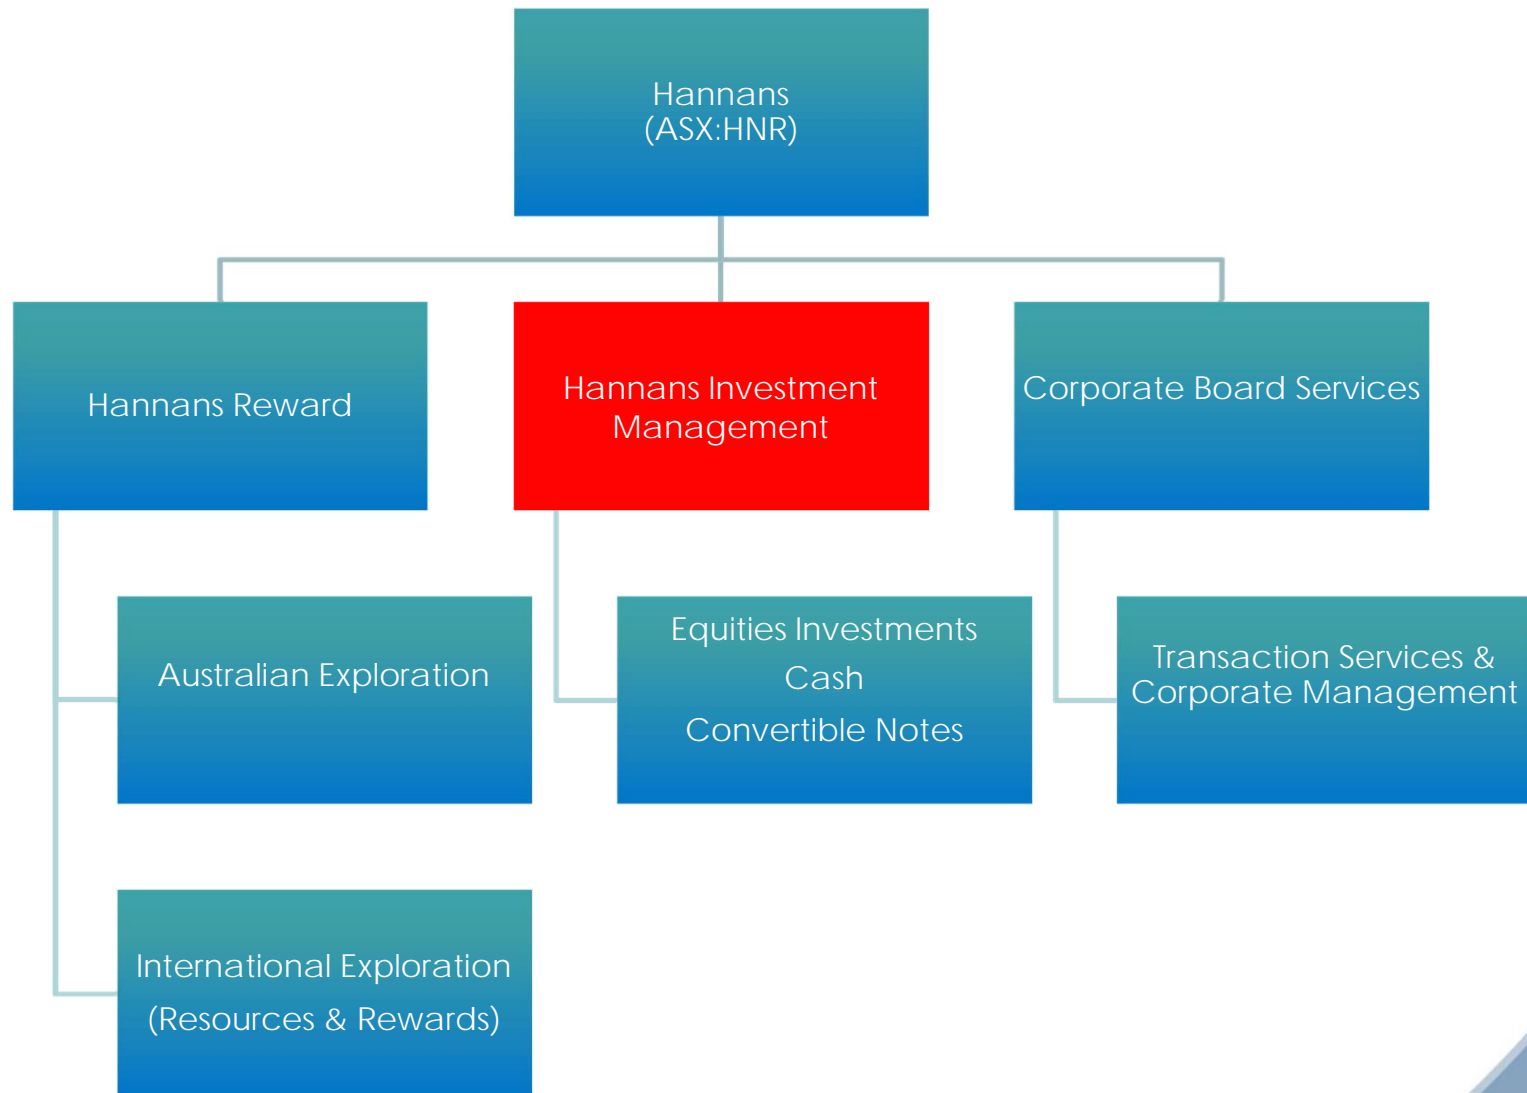 Hannans
(ASX:HNR)
Hannans Reward
Hannans Investment
Management
Corporate Board Services
Australian Exploration
Equities Investments
Cash
Convertible Notes
Transaction Services &
Corporate Management
International Exploration
(Resources & Rewards)